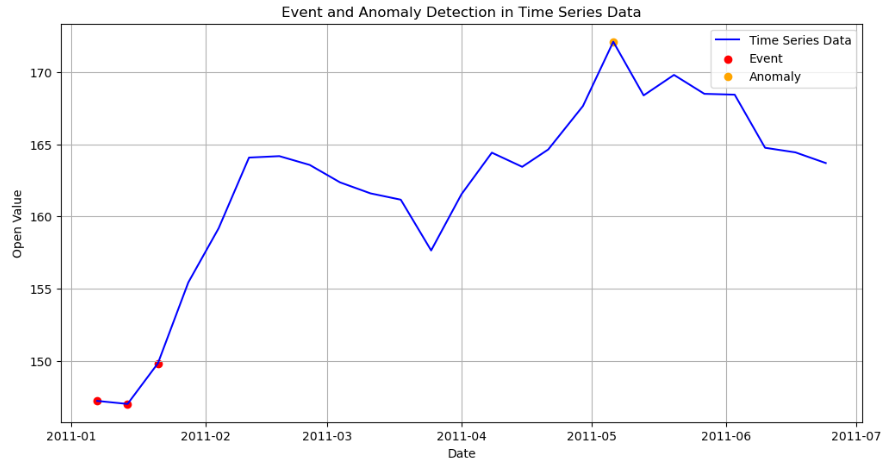 Event and Anomaly Detection in Time Series Data
Time Series Data
Event
Anomaly
Open Value
170
165
160
155
150
2011-01
2011-02
2011-03
2011-04
2011-05
2011-06
2011-07
Date